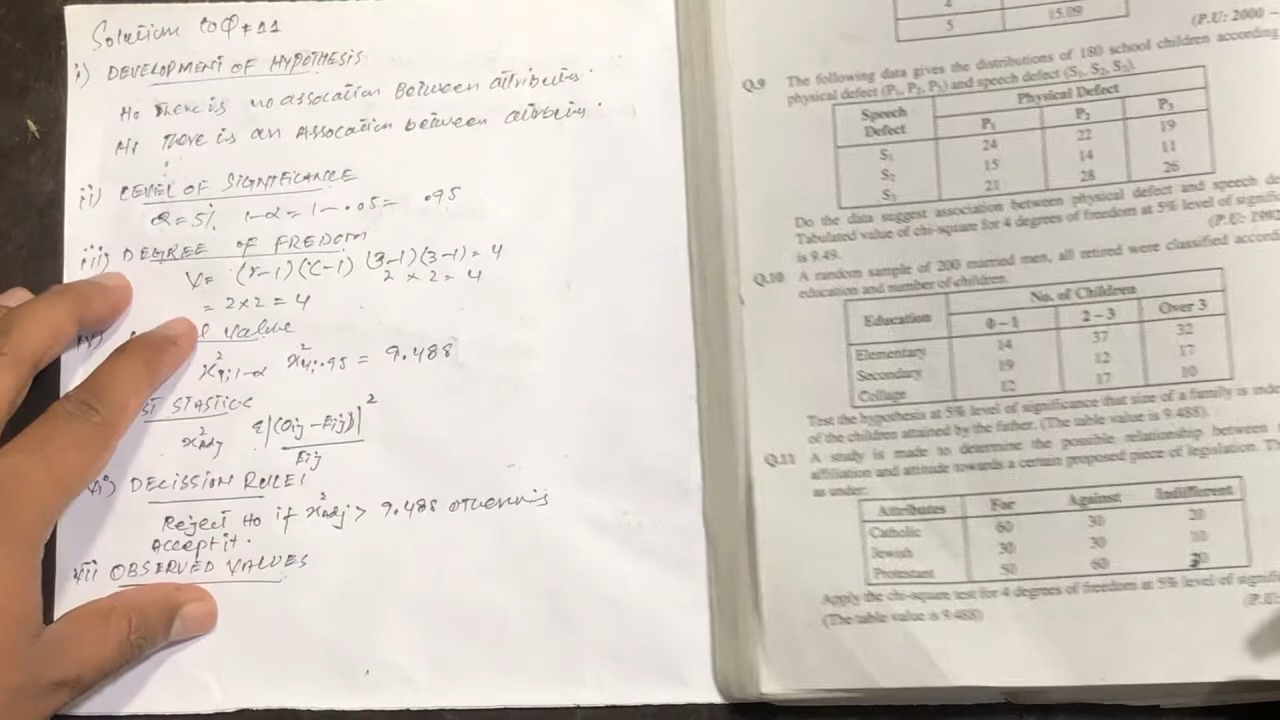 Solution to Q # 11
i) DEVELOPMENT OF HYPOTHESIS
Ho There is no assocation Between attributes.
H1 There is an Assocation between
ii) LEVEL OF SIGNIFICANCE
α = 5% 1-α = 1-.05 = .95
iii) DEGREE OF FREEDOM
V = (r-1)(c-1) (3-1)(3-1) = 4
2 × 2 = 4
= 2×2 = 4
value
x²v;1-α x²4;.95 = 9.488
ST STASTICS
x²Adj Σ|(Oij - Eij)|²
Eij
vi) DECISSION RULE
Reject Ho if x²Adj > 9.488
Accept it.
vii OBSERVED VALUES
4
5 15.09
(P.U: 2000 –
Q.9 The following data gives the distributions of 180 school children according
physical defect (P₁, P₂, P₃) and speech defect (S₁, S₂, S₃).
Speech Defect Physical Defect
P₁ P₂ P₃
S₁ 24 22 19
S₂ 15 14 11
S₃ 21 28 26
Do the data suggest association between physical defect and speech
Tabulated value of chi-square for 4 degrees of freedom at 5% level of
is 9.49.
Q.10 A random sample of 200 married men, all retired were classified
education and number of children.
Education No. of Children
0 – 1 2 – 3 Over 3
Elementary 14 37 32
Secondary 19 12 17
Collage 12 17 10
Test the hypothesis at 5% level of significance that size of a family is
of the children attained by the father. (The table value is 9.488).
Q.11 A study is made to determine the possible relationship between
affiliation and attitude towards a certain proposed piece of legislation.
as under:
Attributes For Against Indifferent
Catholic 60 30 20
Jewish 30 30 10
Protestant 50 60 30
Apply the chi-square test for 4 degrees of freedom at 5% level of
(The table value is 9.488)